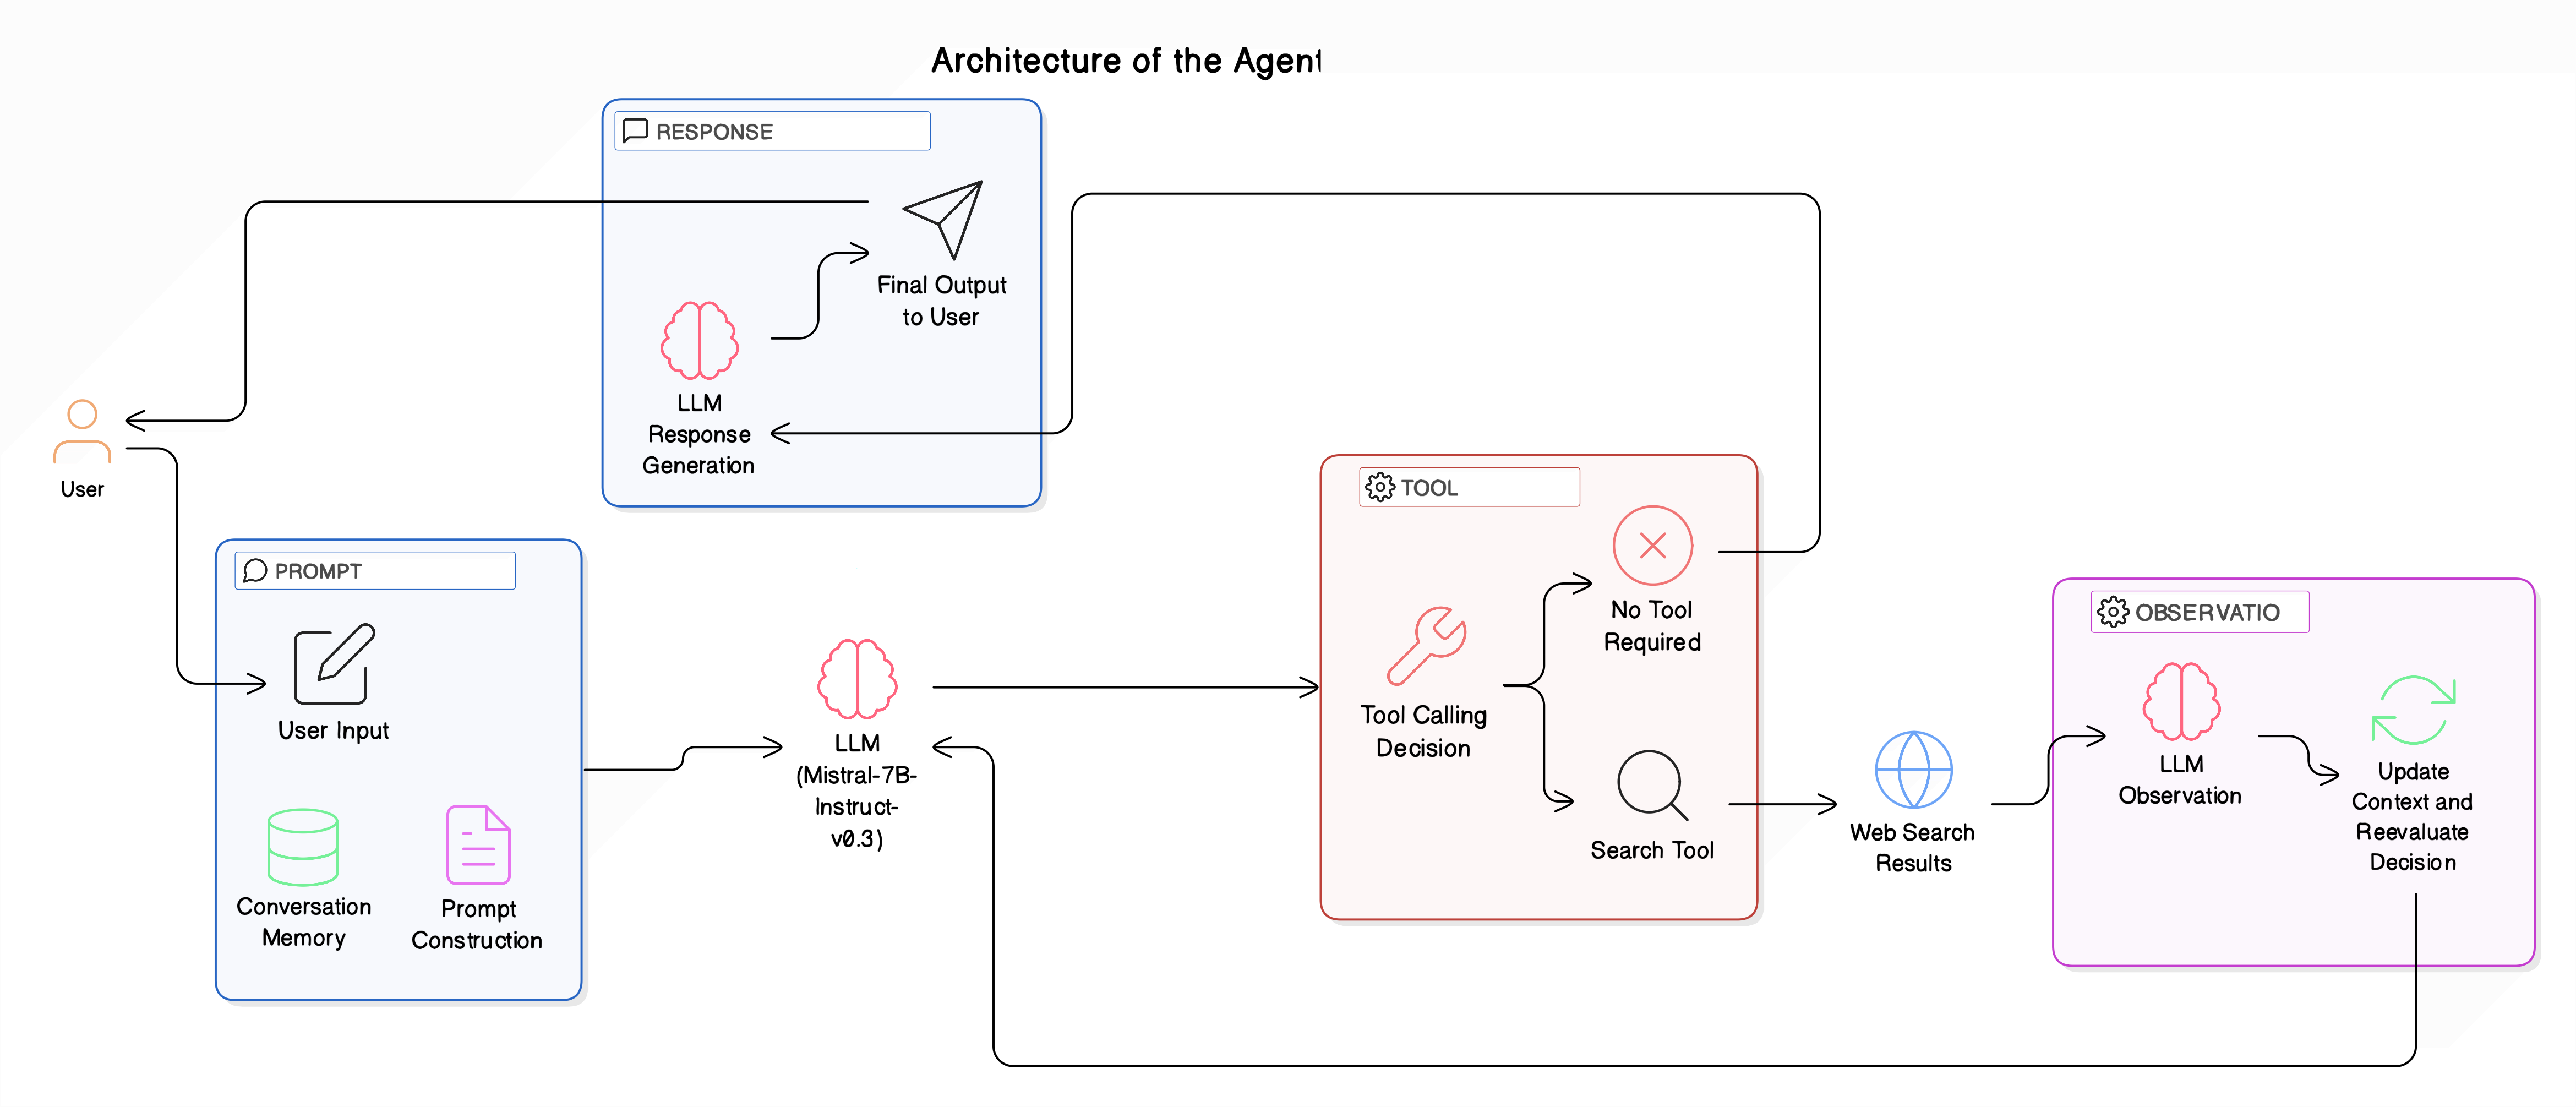 Architecture of the Agent
RESPONSE
Final Output
to User
LLM
Response
Generation
User
PROMPT
User Input
Conversation
Memory
Prompt
Construction
LLM
(Mistral-7B-
Instruct-
v0.3)
TOOL
No Tool
Required
Tool Calling
Decision
Search Tool
Web Search
Results
OBSERVATIO
LLM
Observation
Update
Context and
Reevaluate
Decision